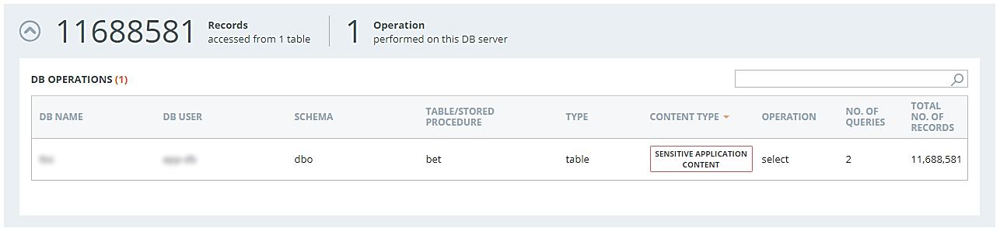 11688581 Records 1 Operation
accessed from 1 table performed on this DB server
DB OPERATIONS (1)
DB NAME DB USER SCHEMA TABLE/STORED PROCEDURE TYPE CONTENT TYPE OPERATION NO. OF QUERIES TOTAL NO. OF RECORDS
dbo bet table SENSITIVE APPLICATION CONTENT select 2 11,688,581